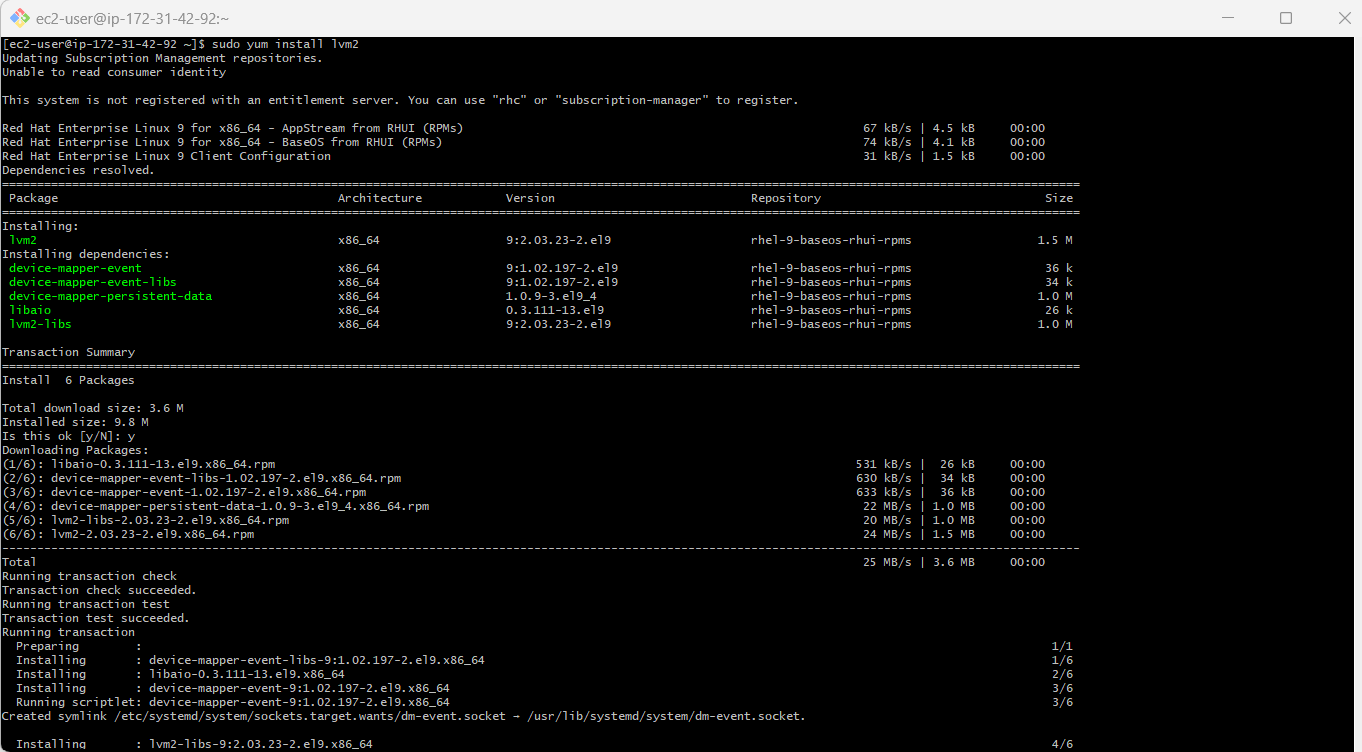 ec2-user@ip-172-31-42-92:~
[ec2-user@ip-172-31-42-92 ~]$ sudo yum install lvm2
Updating Subscription Management repositories.
Unable to read consumer identity
This system is not registered with an entitlement server. You can use "rhc" or "subscription-manager" to register.
Red Hat Enterprise Linux 9 for x86_64 - AppStream from RHUI (RPMs) 67 kB/s | 4.5 kB 00:00
Red Hat Enterprise Linux 9 for x86_64 - BaseOS from RHUI (RPMs) 74 kB/s | 4.1 kB 00:00
Red Hat Enterprise Linux 9 Client Configuration 31 kB/s | 1.5 kB 00:00
Dependencies resolved.
Package Architecture Version Repository Size
Installing:
lvm2 x86_64 9:2.03.23-2.el9 rhel-9-baseos-rhui-rpms 1.5 M
Installing dependencies:
device-mapper-event x86_64 9:1.02.197-2.el9 rhel-9-baseos-rhui-rpms 36 k
device-mapper-event-libs x86_64 9:1.02.197-2.el9 rhel-9-baseos-rhui-rpms 34 k
device-mapper-persistent-data x86_64 1.0.9-3.el9_4 rhel-9-baseos-rhui-rpms 1.0 M
libaio x86_64 0.3.111-13.el9 rhel-9-baseos-rhui-rpms 26 k
lvm2-libs x86_64 9:2.03.23-2.el9 rhel-9-baseos-rhui-rpms 1.0 M
Transaction Summary
Install 6 Packages
Total download size: 3.6 M
Installed size: 9.8 M
Is this ok [y/N]: y
Downloading Packages:
(1/6): libaio-0.3.111-13.el9.x86_64.rpm 531 kB/s | 26 kB 00:00
(2/6): device-mapper-event-libs-1.02.197-2.el9.x86_64.rpm 630 kB/s | 34 kB 00:00
(3/6): device-mapper-event-1.02.197-2.el9.x86_64.rpm 633 kB/s | 36 kB 00:00
(4/6): device-mapper-persistent-data-1.0.9-3.el9_4.x86_64.rpm 22 MB/s | 1.0 MB 00:00
(5/6): lvm2-libs-2.03.23-2.el9.x86_64.rpm 20 MB/s | 1.0 MB 00:00
(6/6): lvm2-2.03.23-2.el9.x86_64.rpm 24 MB/s | 1.5 MB 00:00
Total 25 MB/s | 3.6 MB 00:00
Running transaction check
Transaction check succeeded.
Running transaction test
Transaction test succeeded.
Running transaction
Preparing : 1/1
Installing : device-mapper-event-libs-9:1.02.197-2.el9.x86_64 1/6
Installing : libaio-0.3.111-13.el9.x86_64 2/6
Installing : device-mapper-event-9:1.02.197-2.el9.x86_64 3/6
Running scriptlet: device-mapper-event-9:1.02.197-2.el9.x86_64 3/6
Created symlink /etc/systemd/system/sockets.target.wants/dm-event.socket → /usr/lib/systemd/system/dm-event.socket.
Installing : lvm2-libs-9:2.03.23-2.el9.x86_64 4/6